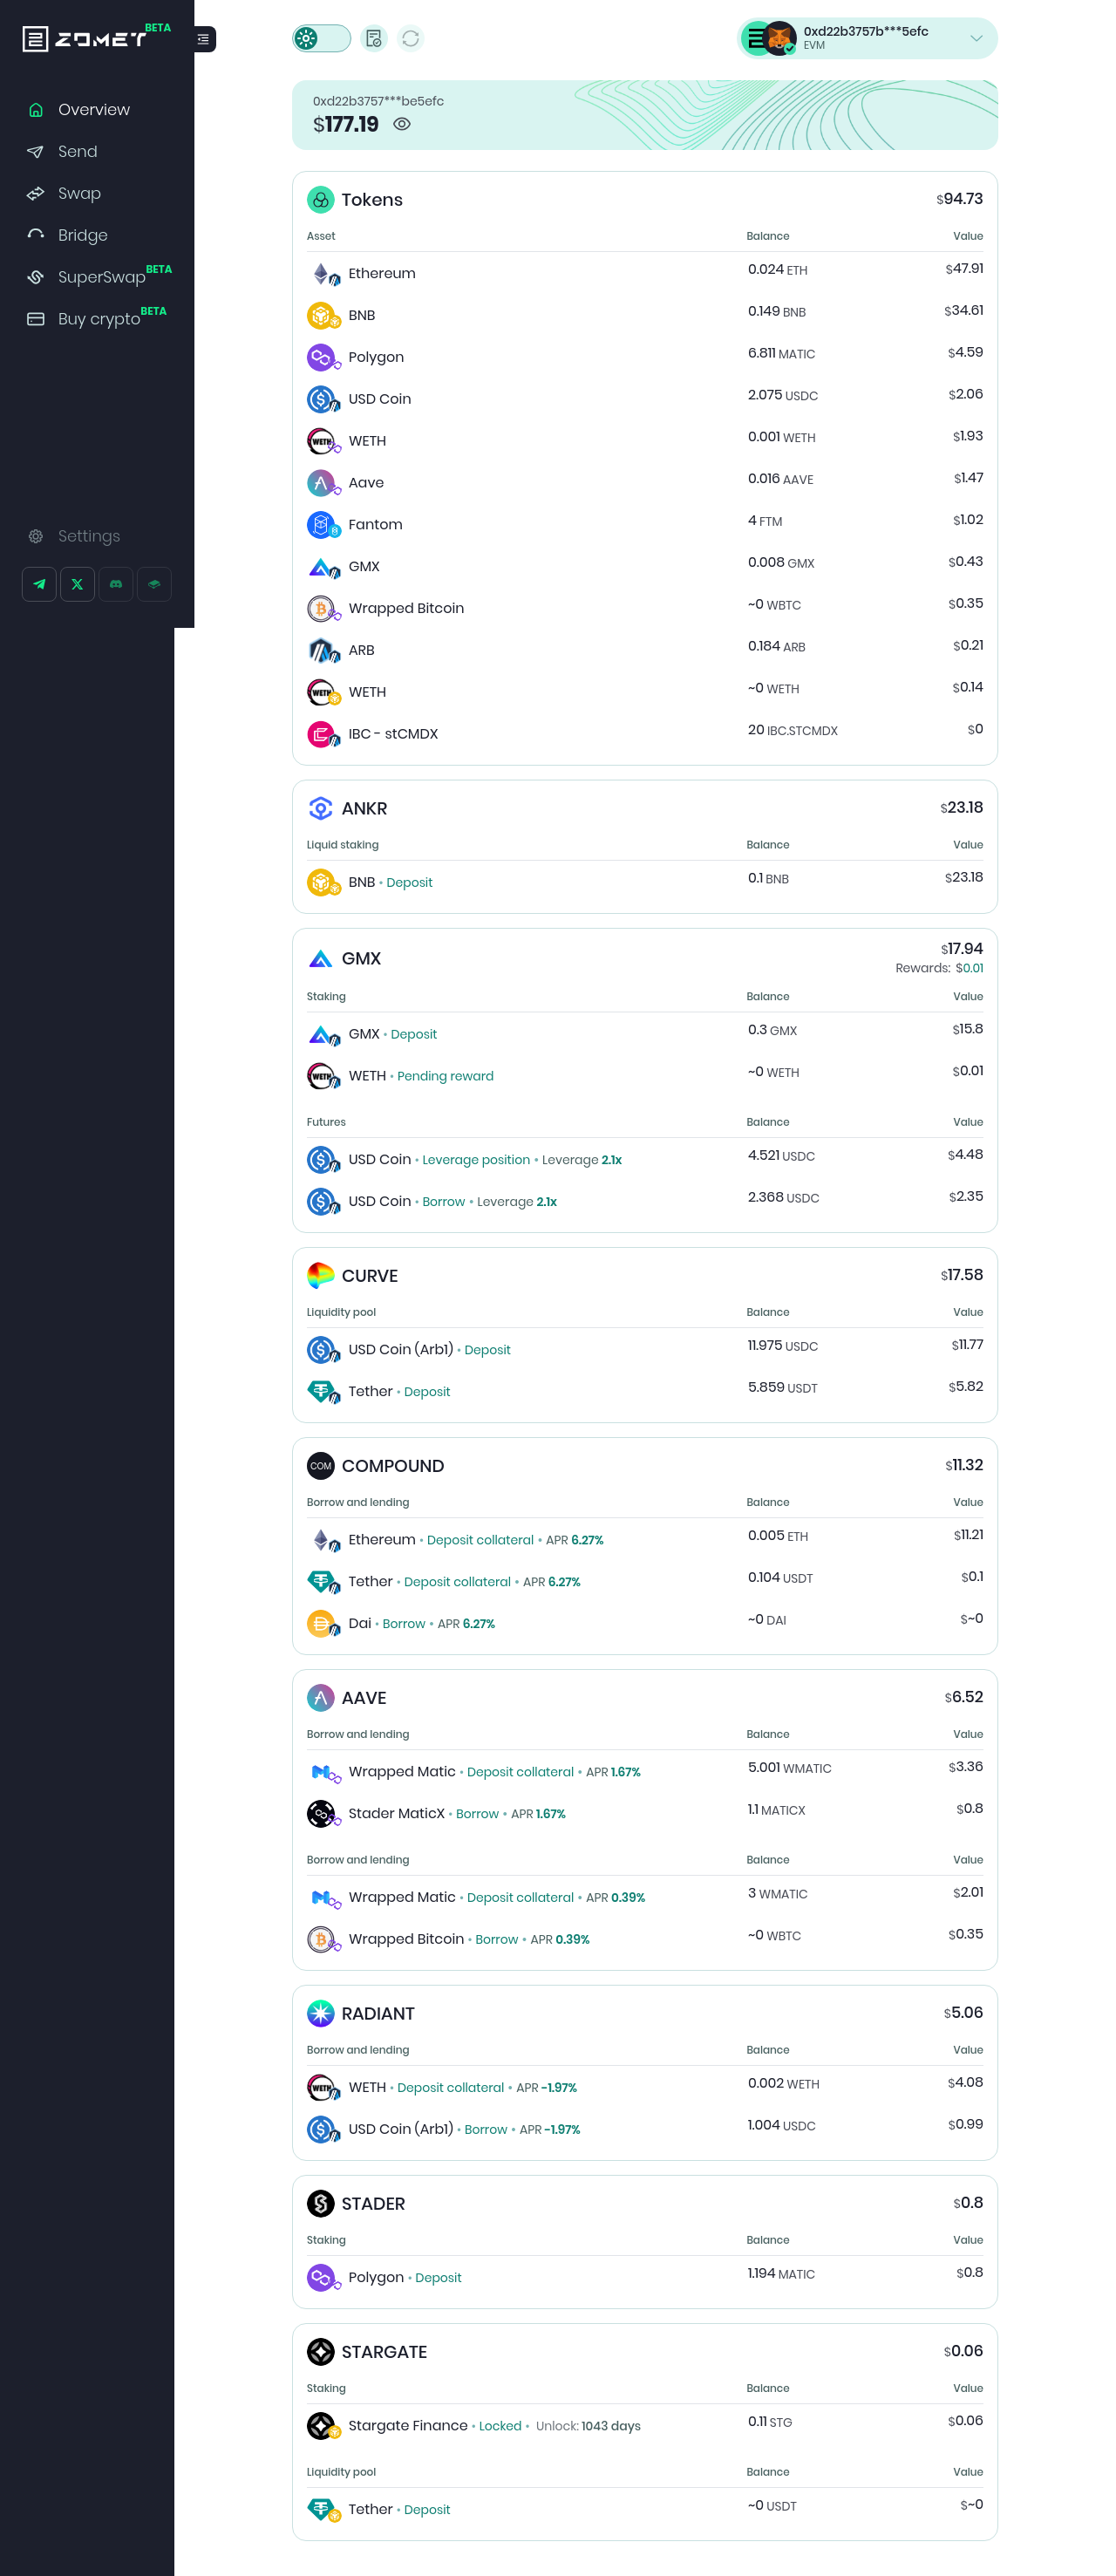 ZOMET BETA
Overview
Send
Swap
Bridge
SuperSwap BETA
Buy crypto BETA
Settings
0xd22b3757b***5efc
EVM
0xd22b3757***be5efc
$177.19
Tokens $94.73
Asset Balance Value
Ethereum 0.024 ETH $47.91
BNB 0.149 BNB $34.61
Polygon 6.811 MATIC $4.59
USD Coin 2.075 USDC $2.06
WETH 0.001 WETH $1.93
Aave 0.016 AAVE $1.47
Fantom 4 FTM $1.02
GMX 0.008 GMX $0.43
Wrapped Bitcoin ~0 WBTC $0.35
ARB 0.184 ARB $0.21
WETH ~0 WETH $0.14
IBC - stCMDX 20 IBC.STCMDX $0
ANKR $23.18
Liquid staking Balance Value
BNB • Deposit 0.1 BNB $23.18
GMX $17.94
Rewards: $0.01
Staking Balance Value
GMX • Deposit 0.3 GMX $15.8
WETH • Pending reward ~0 WETH $0.01
Futures Balance Value
USD Coin • Leverage position • Leverage 2.1x 4.521 USDC $4.48
USD Coin • Borrow • Leverage 2.1x 2.368 USDC $2.35
CURVE $17.58
Liquidity pool Balance Value
USD Coin (Arb1) • Deposit 11.975 USDC $11.77
Tether • Deposit 5.859 USDT $5.82
COM COMPOUND $11.32
Borrow and lending Balance Value
Ethereum • Deposit collateral • APR 6.27% 0.005 ETH $11.21
Tether • Deposit collateral • APR 6.27% 0.104 USDT $0.1
Dai • Borrow • APR 6.27% ~0 DAI $~0
AAVE $6.52
Borrow and lending Balance Value
Wrapped Matic • Deposit collateral • APR 1.67% 5.001 WMATIC $3.36
Stader MaticX • Borrow • APR 1.67% 1.1 MATICX $0.8
Borrow and lending Balance Value
Wrapped Matic • Deposit collateral • APR 0.39% 3 WMATIC $2.01
Wrapped Bitcoin • Borrow • APR 0.39% ~0 WBTC $0.35
RADIANT $5.06
Borrow and lending Balance Value
WETH • Deposit collateral • APR -1.97% 0.002 WETH $4.08
USD Coin (Arb1) • Borrow • APR -1.97% 1.004 USDC $0.99
STADER $0.8
Staking Balance Value
Polygon • Deposit 1.194 MATIC $0.8
STARGATE $0.06
Staking Balance Value
Stargate Finance • Locked • Unlock: 1043 days 0.11 STG $0.06
Liquidity pool Balance Value
Tether • Deposit ~0 USDT $~0